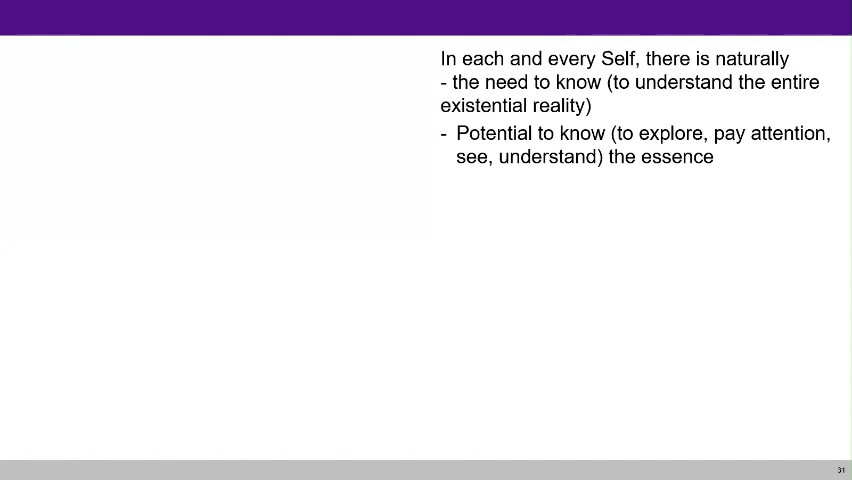 In each and every Self, there is naturally
- the need to know (to understand the entire
existential reality)
- Potential to know (to explore, pay attention,
see, understand) the essence
31